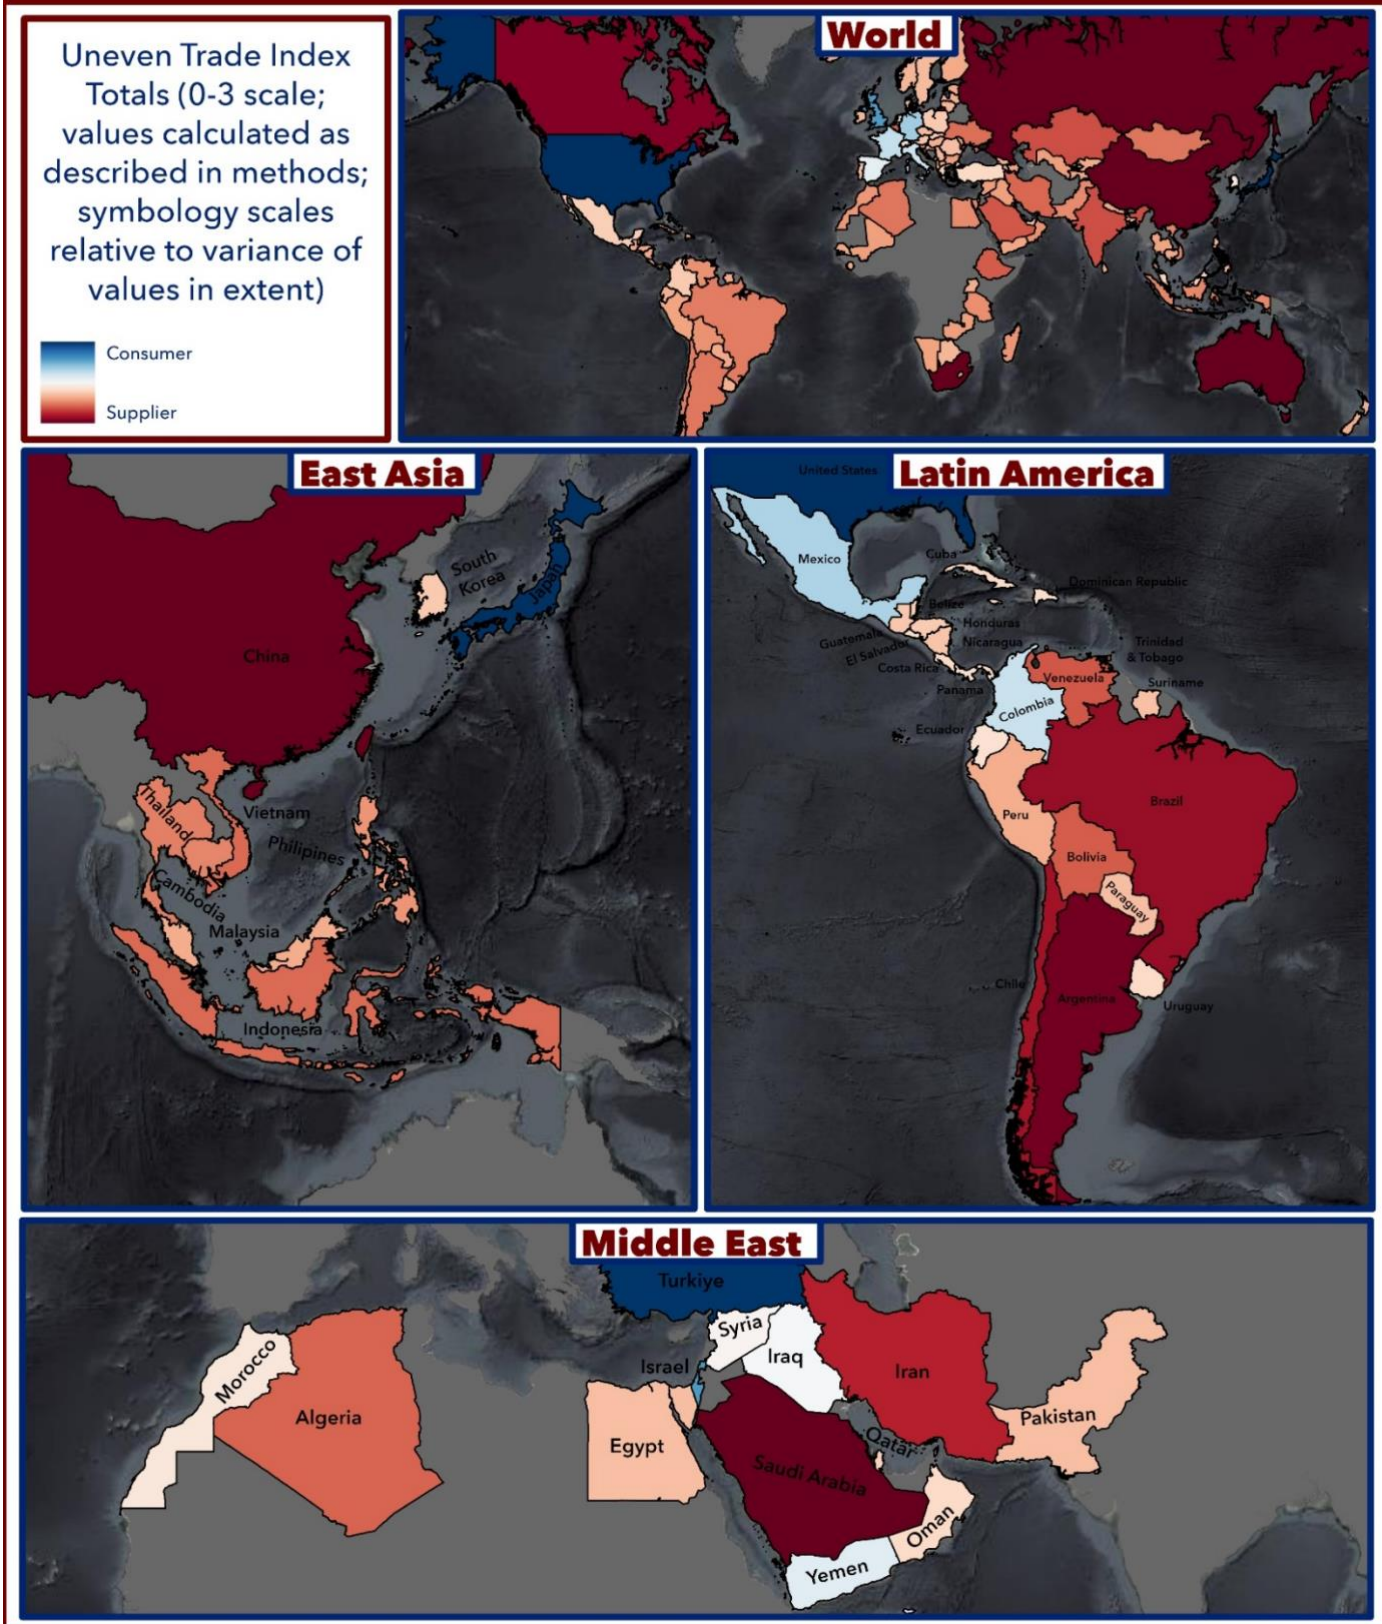 Uneven Trade Index
Totals (0-3 scale;
values calculated as
described in methods;
symbology scales
relative to variance of
values in extent)
Consumer
Supplier
World
East Asia
South
Korea
Japan
China
Thailand
Vietnam
Philipines
Cambodia
Malaysia
Indonesia
Latin America
United States
Mexico
Cuba
Dominican Republic
Belize
Guatemala
Honduras
El Salvador
Nicaragua
Costa Rica
Panama
Trinidad
& Tobago
Venezuela
Suriname
Colombia
Ecuador
Peru
Brazil
Bolivia
Paraguay
Chile
Argentina
Uruguay
Middle East
Turkiye
Syria
Morocco
Israel
Iraq
Iran
Algeria
Egypt
Pakistan
Qatar
Saudi Arabia
Oman
Yemen